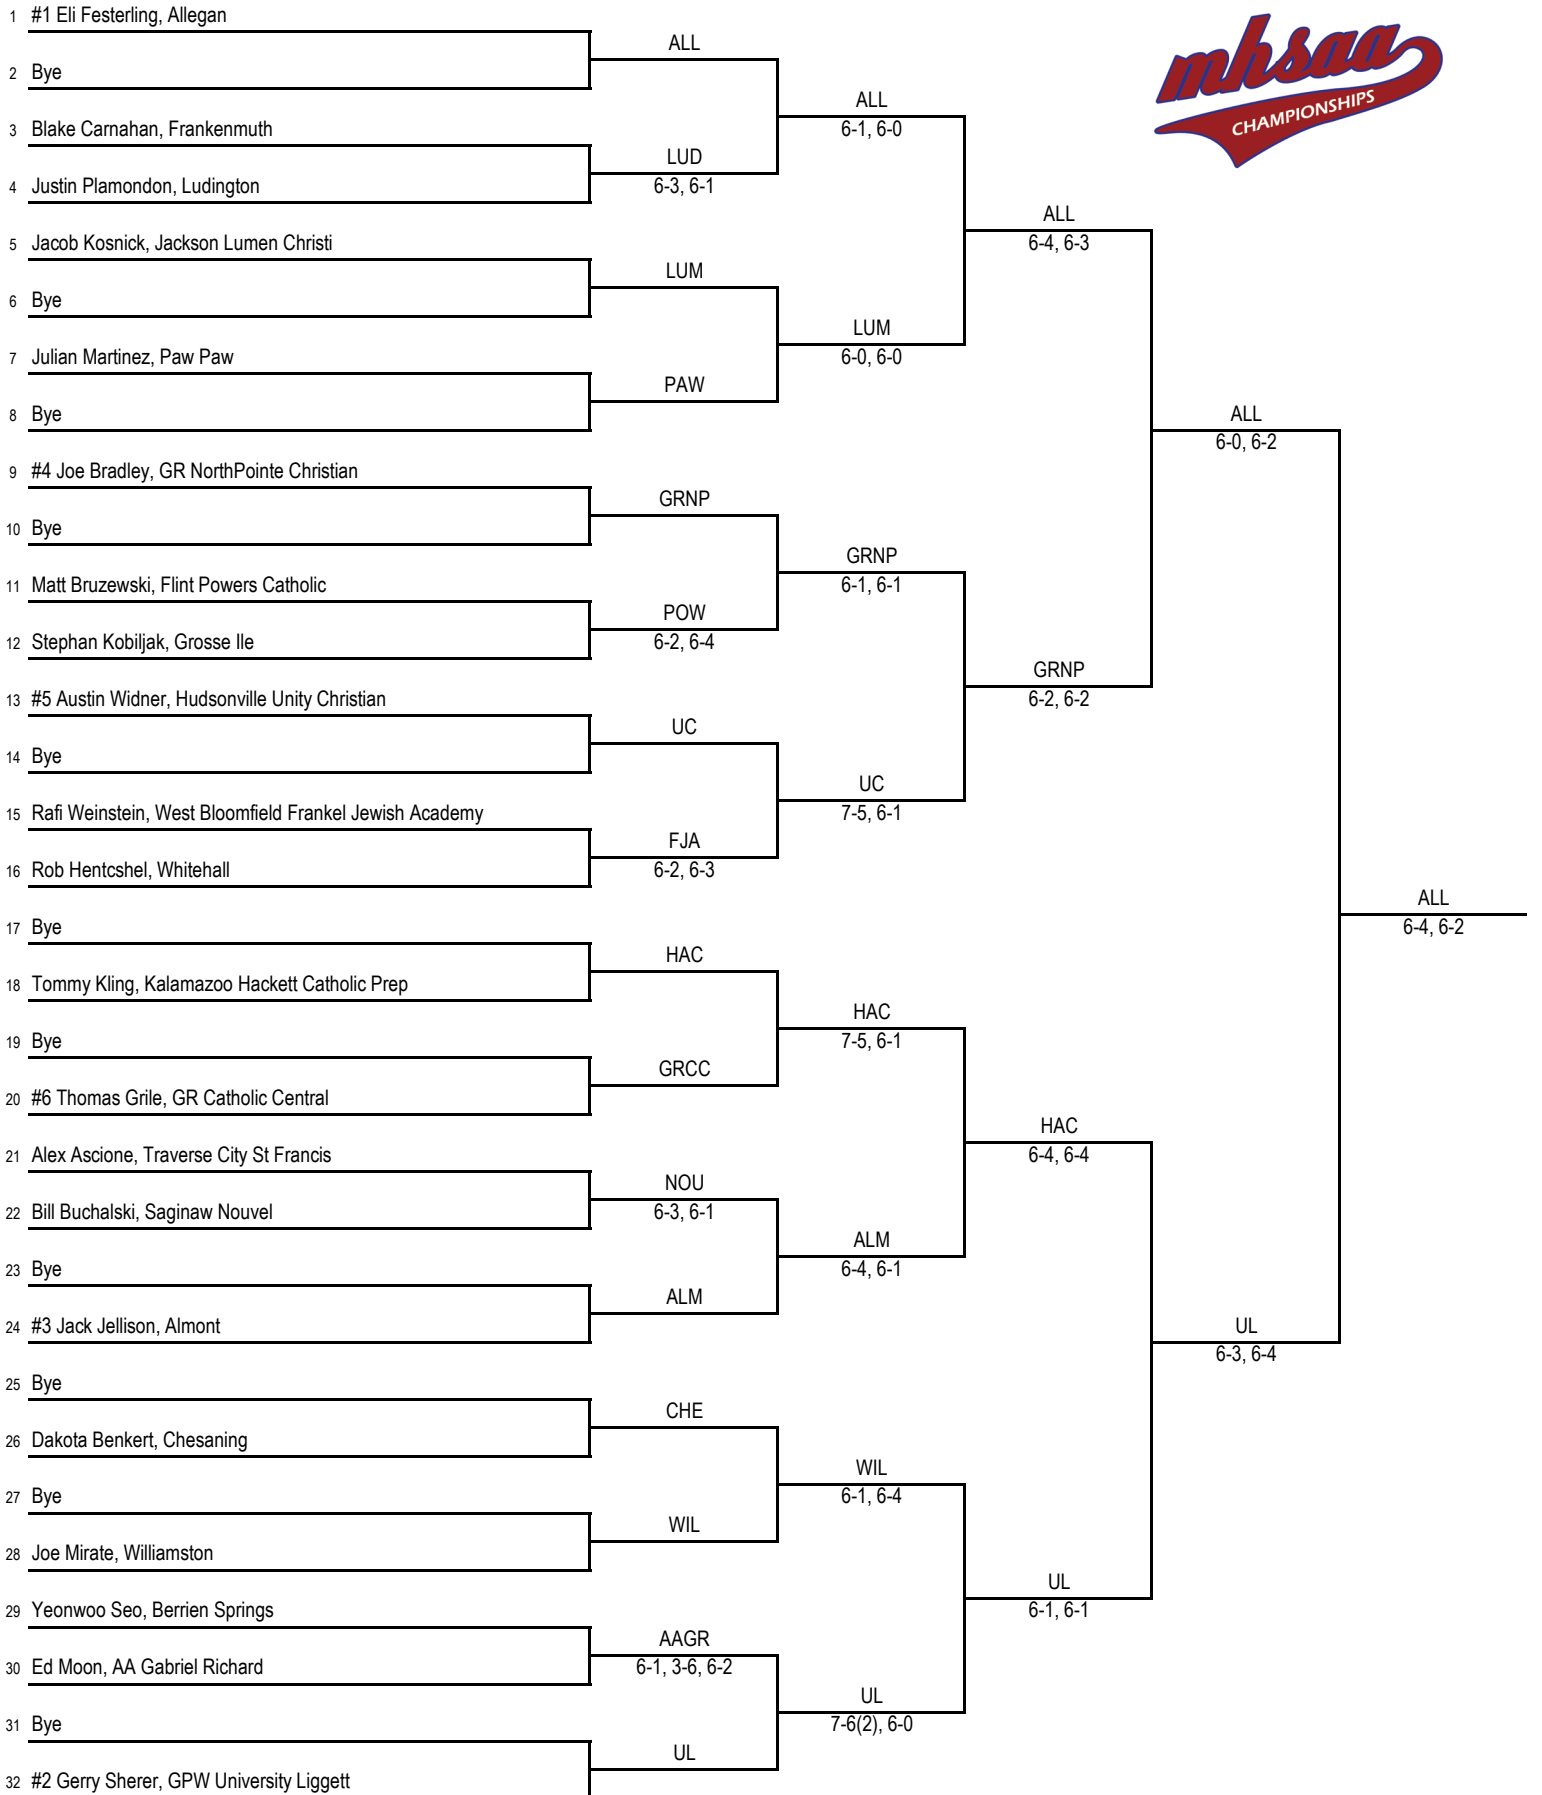 1 #1 Eli Festerling, Allegan
2 Bye
3 Blake Carnahan, Frankenmuth
4 Justin Plamondon, Ludington
5 Jacob Kosnick, Jackson Lumen Christi
6 Bye
7 Julian Martinez, Paw Paw
8 Bye
9 #4 Joe Bradley, GR NorthPointe Christian
10 Bye
11 Matt Bruzewski, Flint Powers Catholic
12 Stephan Kobiljak, Grosse Ile
13 #5 Austin Widner, Hudsonville Unity Christian
14 Bye
15 Rafi Weinstein, West Bloomfield Frankel Jewish Academy
16 Rob Hentcshel, Whitehall
17 Bye
18 Tommy Kling, Kalamazoo Hackett Catholic Prep
19 Bye
20 #6 Thomas Grile, GR Catholic Central
21 Alex Ascione, Traverse City St Francis
22 Bill Buchalski, Saginaw Nouvel
23 Bye
24 #3 Jack Jellison, Almont
25 Bye
26 Dakota Benkert, Chesaning
27 Bye
28 Joe Mirate, Williamston
29 Yeonwoo Seo, Berrien Springs
30 Ed Moon, AA Gabriel Richard
31 Bye
32 #2 Gerry Sherer, GPW University Liggett
ALL
LUD
6-3, 6-1
LUM
PAW
GRNP
POW
6-2, 6-4
UC
FJA
6-2, 6-3
HAC
GRCC
NOU
6-3, 6-1
ALM
CHE
WIL
AAGR
6-1, 3-6, 6-2
UL
ALL
6-1, 6-0
LUM
6-0, 6-0
GRNP
6-1, 6-1
UC
7-5, 6-1
HAC
7-5, 6-1
ALM
6-4, 6-1
WIL
6-1, 6-4
UL
7-6(2), 6-0
ALL
6-4, 6-3
GRNP
6-2, 6-2
HAC
6-4, 6-4
UL
6-1, 6-1
ALL
6-0, 6-2
UL
6-3, 6-4
ALL
6-4, 6-2
mhsaa
CHAMPIONSHIPS